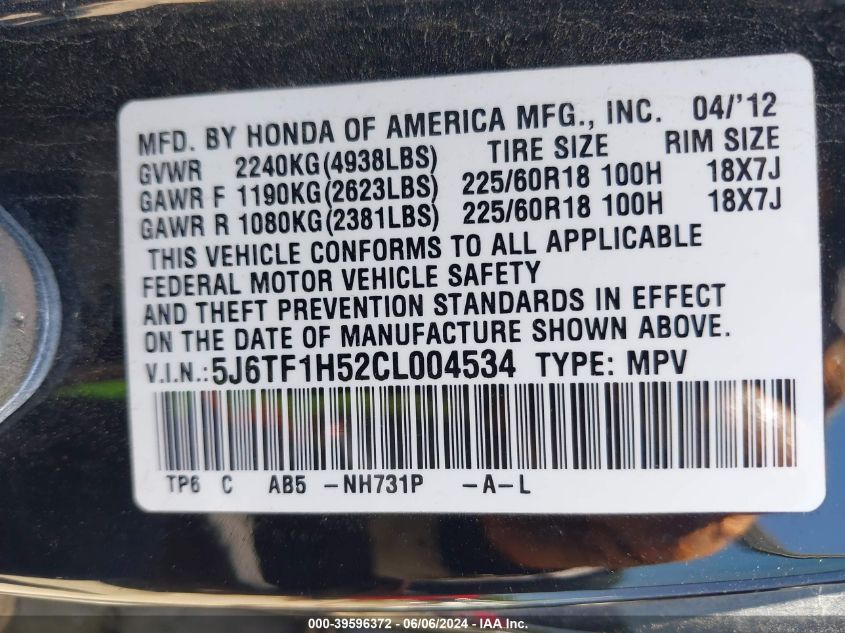 MFD. BY HONDA OF AMERICA MFG., INC. 04/'12
GVWR 2240KG(4938LBS) TIRE SIZE RIM SIZE
GAWR F 1190KG(2623LBS) 225/60R18 100H 18X7J
GAWR R 1080KG(2381LBS) 225/60R18 100H 18X7J
THIS VEHICLE CONFORMS TO ALL APPLICABLE
FEDERAL MOTOR VEHICLE SAFETY
AND THEFT PREVENTION STANDARDS IN EFFECT
ON THE DATE OF MANUFACTURE SHOWN ABOVE.
V.I.N.:5J6TF1H52CL004534 TYPE: MPV
TP6 C AB5 -NH731P -A-L
000-39596372 - 06/06/2024 - IAA Inc.